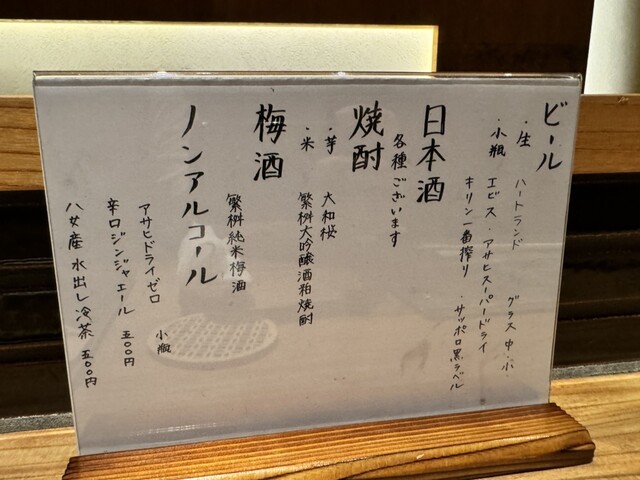 ビール
・生 ハートランド グラス 中・小・
・小瓶 エビス・アサヒスーパードライ
キリン一番搾り ・サッポロ黒ラベル
日本酒
各種ございます
焼酎
・芋 大和桜
・米 繁桝大吟醸酒粕焼酎
梅酒
繁桝純米梅酒
ノンアルコール
アサヒドライゼロ 小瓶
辛口ジンジャエール 五〇〇円
八女産 水出し冷茶 五〇〇円